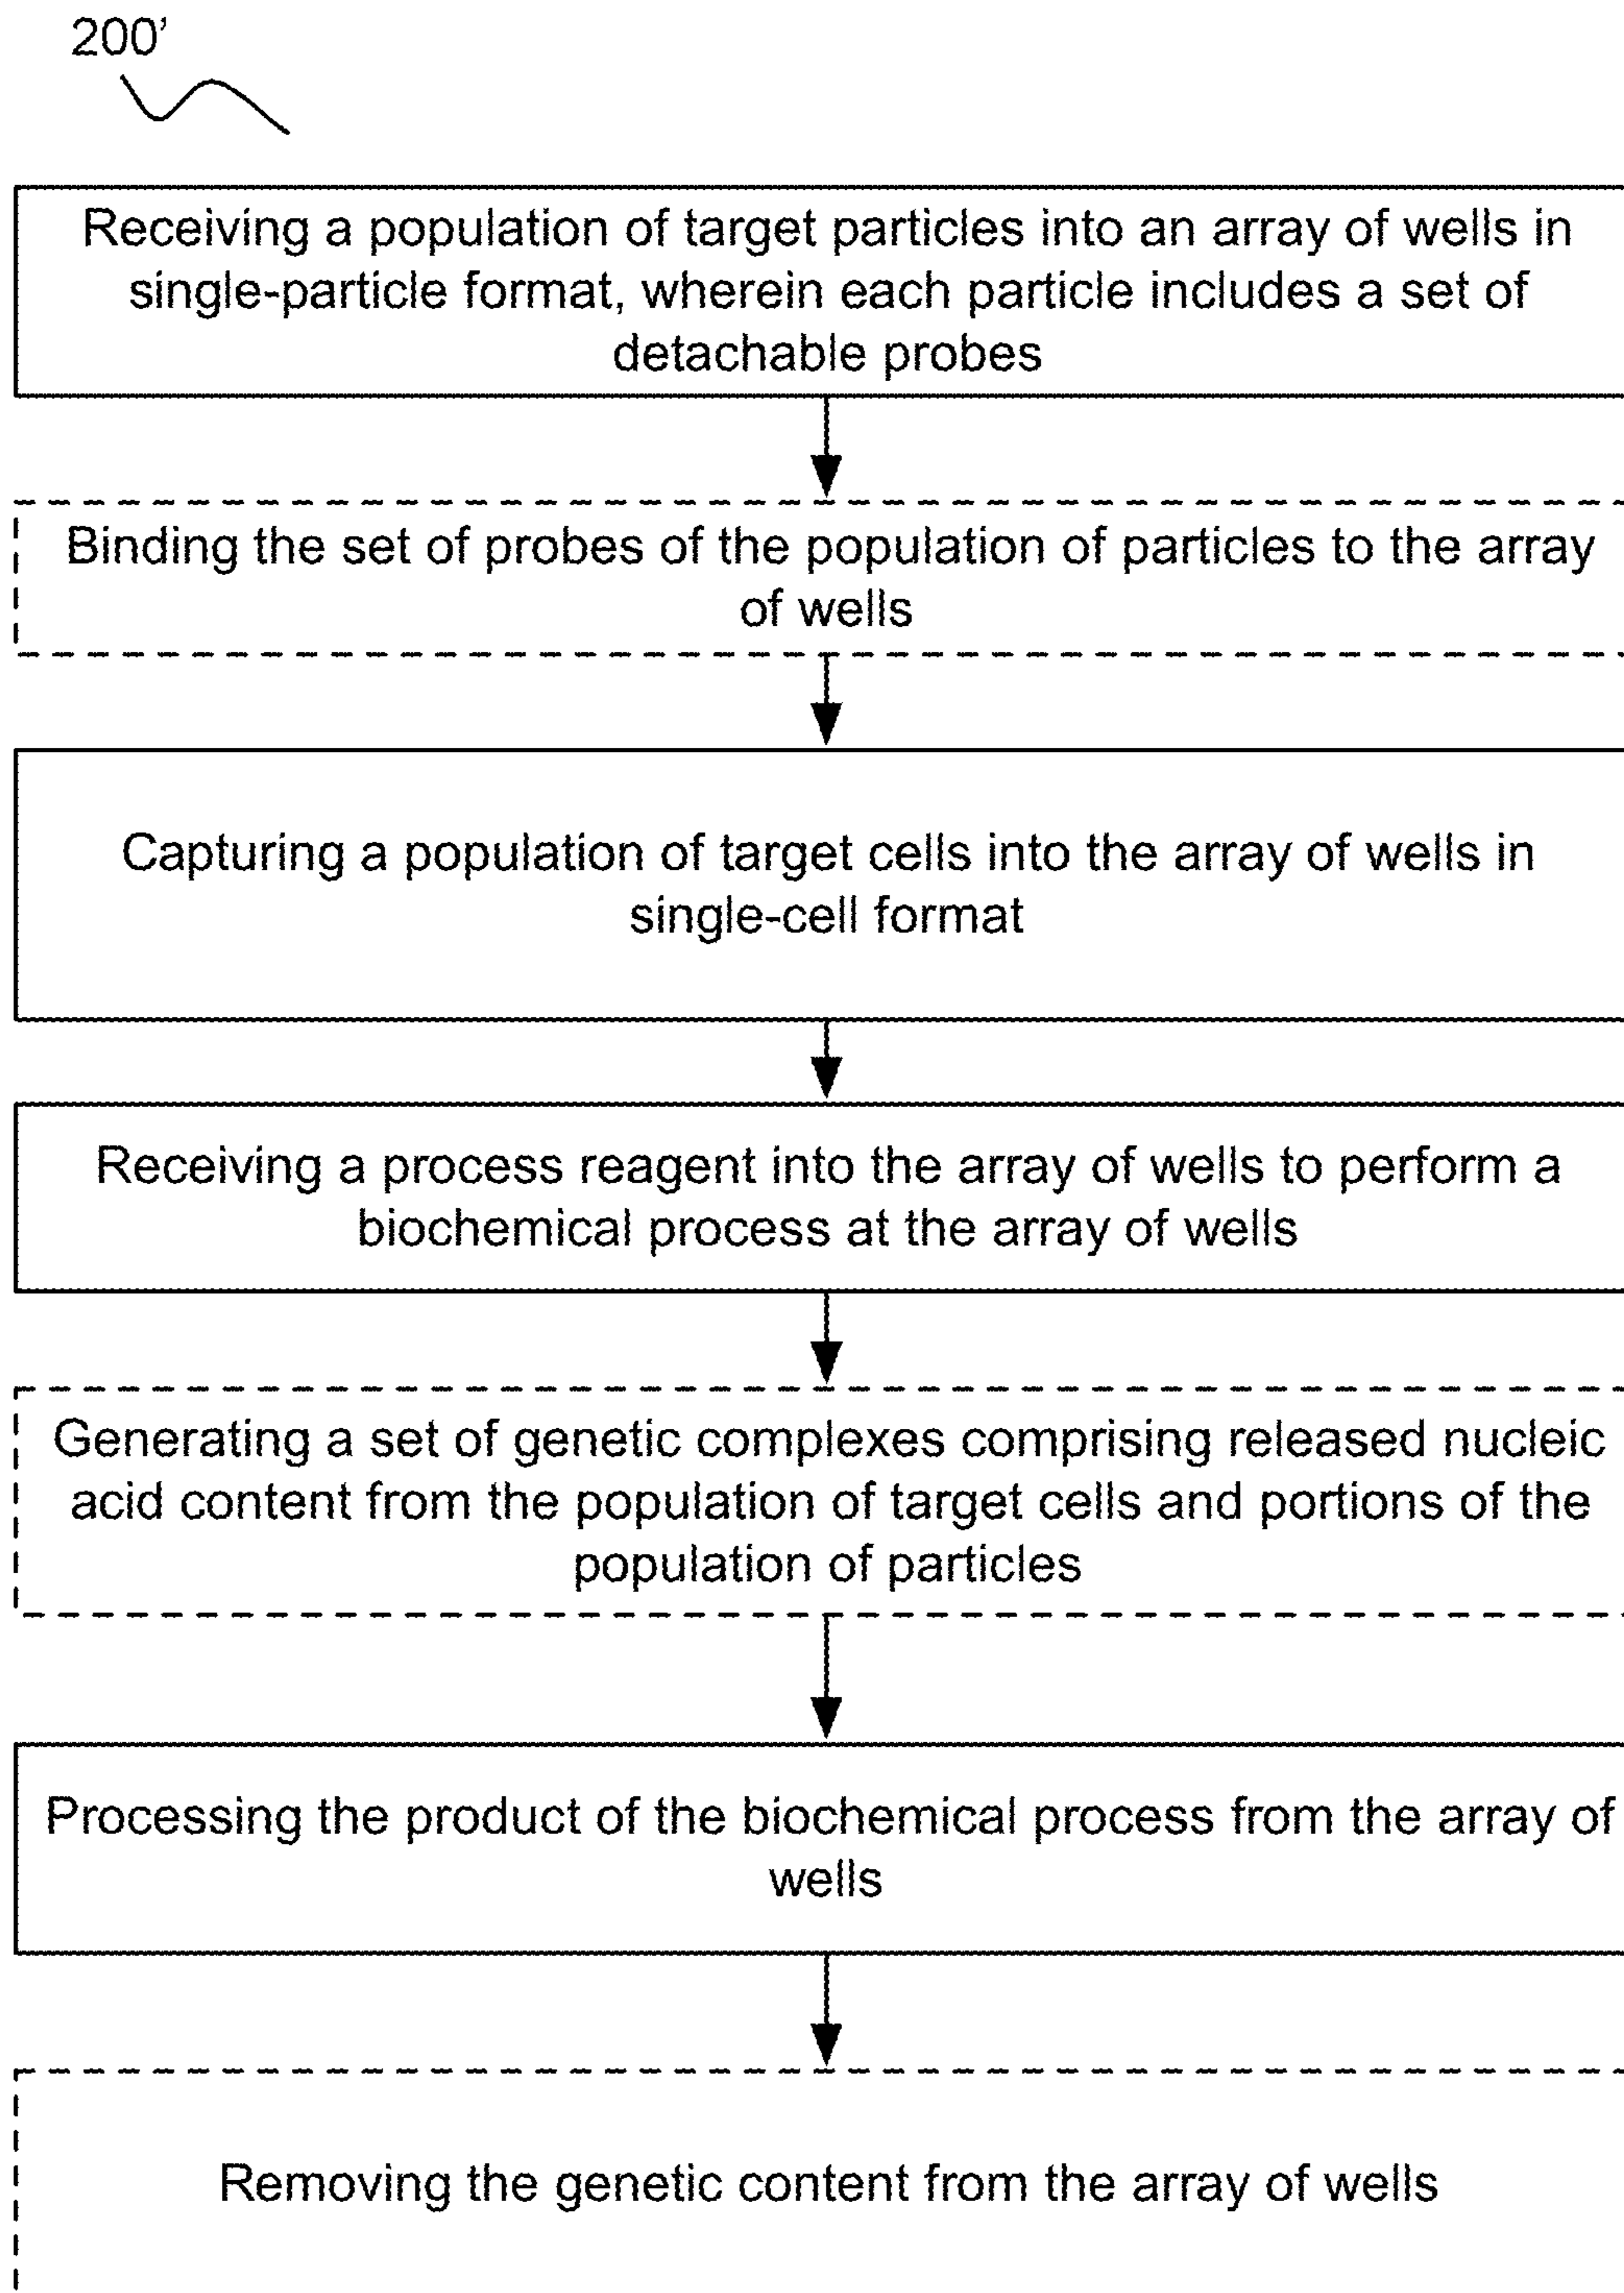 200’
Receiving a population of target particles into an array of wells in
single-particle format, wherein each particle includes a set of
detachable probes
Binding the set of probes of the population of particles to the array
of wells
Capturing a population of target cells into the array of wells in
single-cell format
Receiving a process reagent into the array of wells to perform a
biochemical process at the array of wells
Generating a set of genetic complexes comprising released nucleic
acid content from the population of target cells and portions of the
population of particles
Processing the product of the biochemical process from the array of
wells
Removing the genetic content from the array of wells